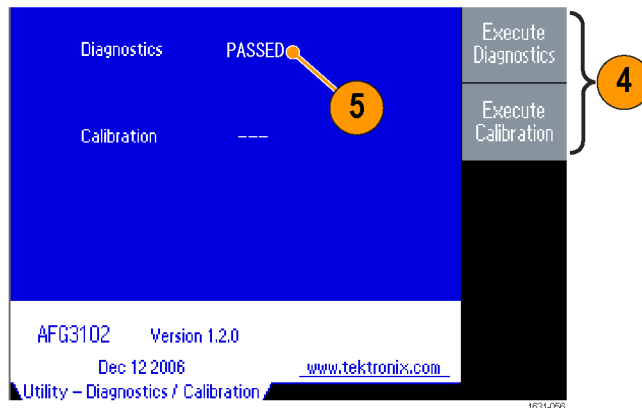 Diagnostics PASSED
Execute Diagnostics
4
5
Calibration ---
Execute Calibration
AFG3102 Version 1.2.0
Dec 12 2006 www.tektronix.com
Utility – Diagnostics / Calibration
1631-056